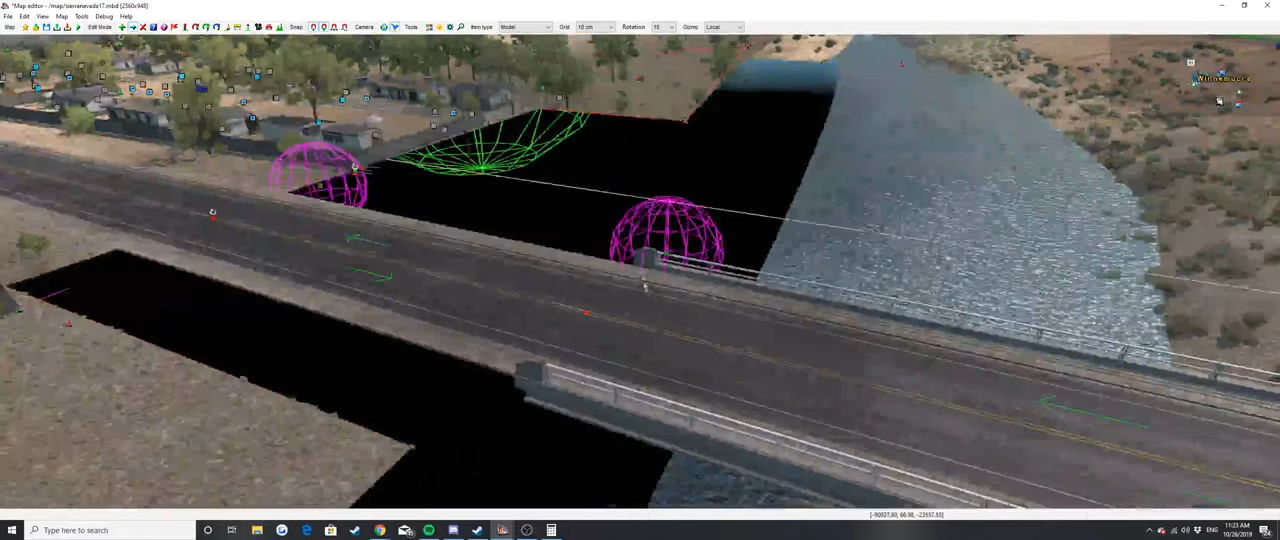 *Map editor - /map/sierranevada17.mbd [2560x948]
File Edit View Map Tools Debug Help
Map Edit Mode Snap Camera Tools Item type Model Grid 10 cm Rotation 15 Gizmo Local
Winnemucca
Type here to search
ENG
11:23 AM
10/26/2019
24